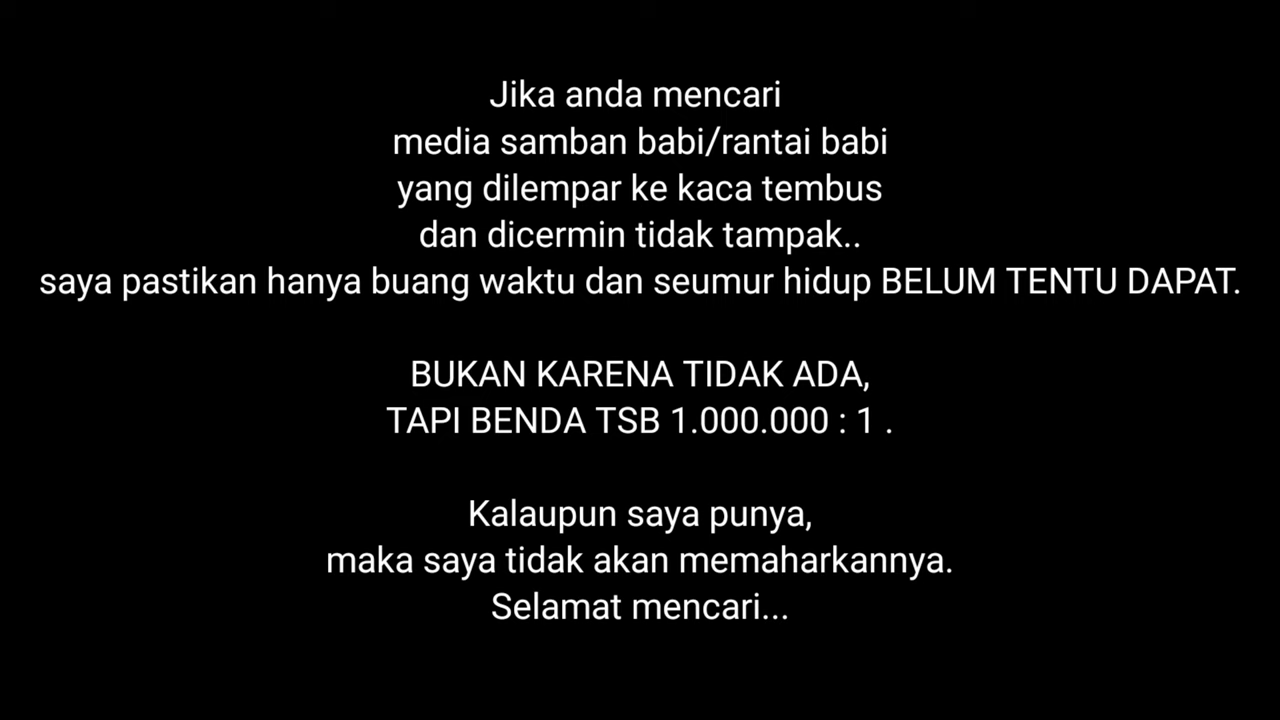 Jika anda mencari
media samban babi/rantai babi
yang dilempar ke kaca tembus
dan dicermin tidak tampak..
saya pastikan hanya buang waktu dan seumur hidup BELUM TENTU DAPAT.
BUKAN KARENA TIDAK ADA,
TAPI BENDA TSB 1.000.000 : 1 .
Kalaupun saya punya,
maka saya tidak akan memaharkannya.
Selamat mencari...